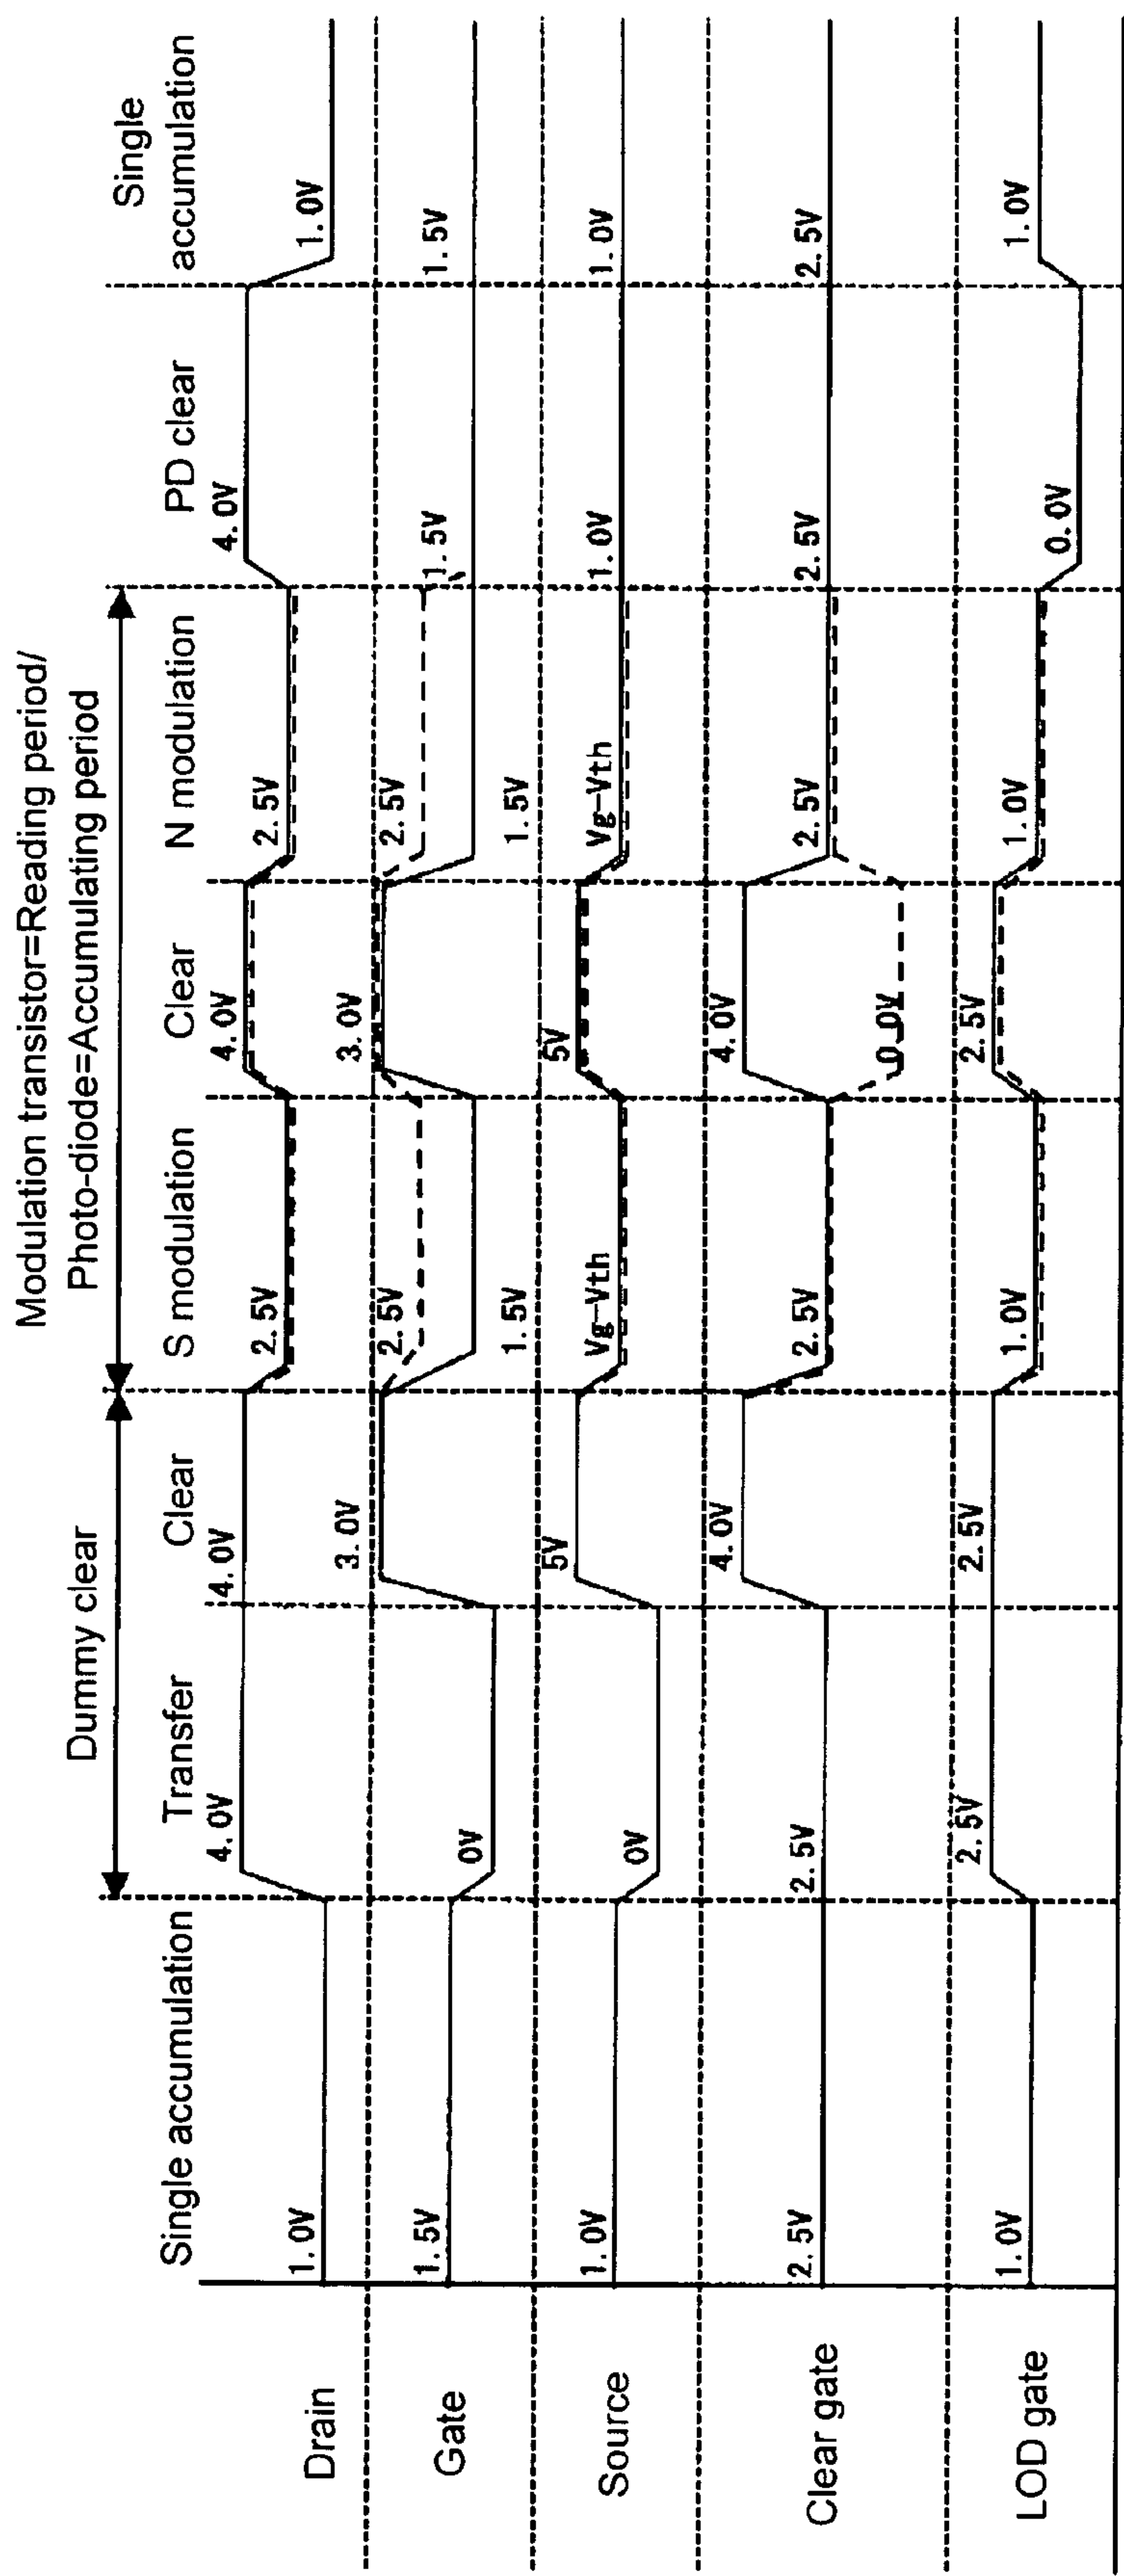 Modulation transistor=Reading period/
Photo-diode=Accumulating period
Dummy clear
Single accumulation
Transfer
Clear
S modulation
Clear
N modulation
PD clear
Single
accumulation
Drain
1.0V
4.0V
4.0V
2.5V
4.0V
2.5V
4.0V
1.0V
Gate
1.5V
0V
3.0V
2.5V
1.5V
3.0V
2.5V
1.5V
1.5V
1.5V
Source
1.0V
0V
5V
Vg-Vth
5V
Vg-Vth
1.0V
1.0V
Clear gate
2.5V
2.5V
4.0V
2.5V
4.0V
0.0V
2.5V
2.5V
2.5V
LOD gate
1.0V
2.5V
2.5V
1.0V
2.5V
1.0V
0.0V
1.0V